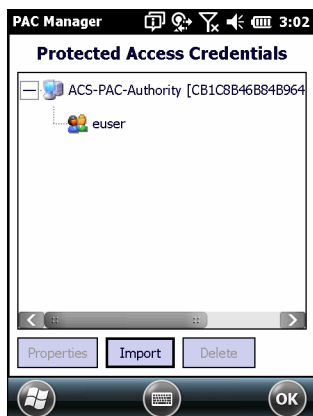 PAC Manager 3:02
Protected Access Credentials
ACS-PAC-Authority [CB1C8B46B84B964
euser
Properties Import Delete
OK